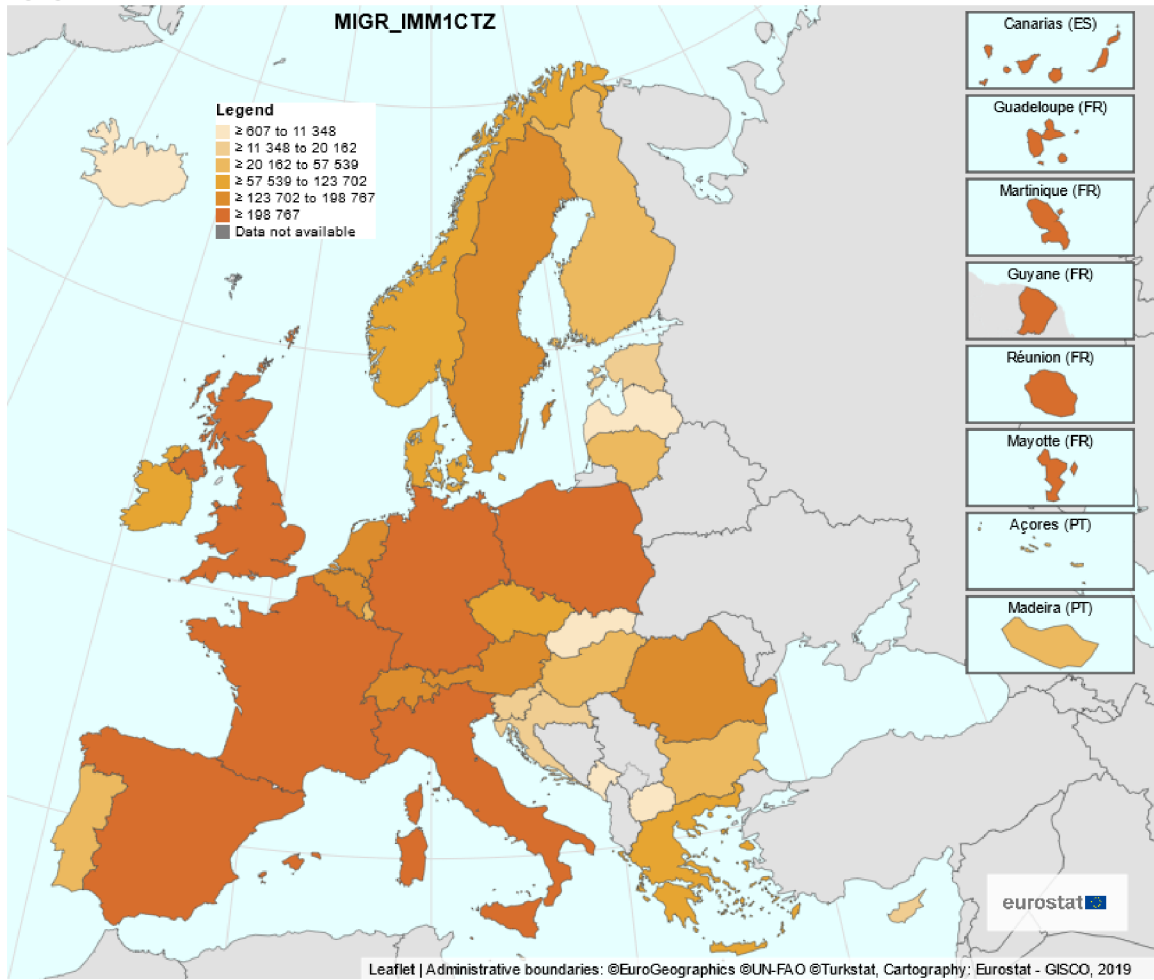 MIGR_IMM1CTZ
Legend
≥ 607 to 11 348
≥ 11 348 to 20 162
≥ 20 162 to 57 539
≥ 57 539 to 123 702
≥ 123 702 to 198 767
≥ 198 767
Data not available
Canarias (ES)
Guadeloupe (FR)
Martinique (FR)
Guyane (FR)
Réunion (FR)
Mayotte (FR)
Açores (PT)
Madeira (PT)
eurostat
Leaflet | Administrative boundaries: ©EuroGeographics ©UN-FAO ©Turkstat, Cartography: Eurostat - GISCO, 2019